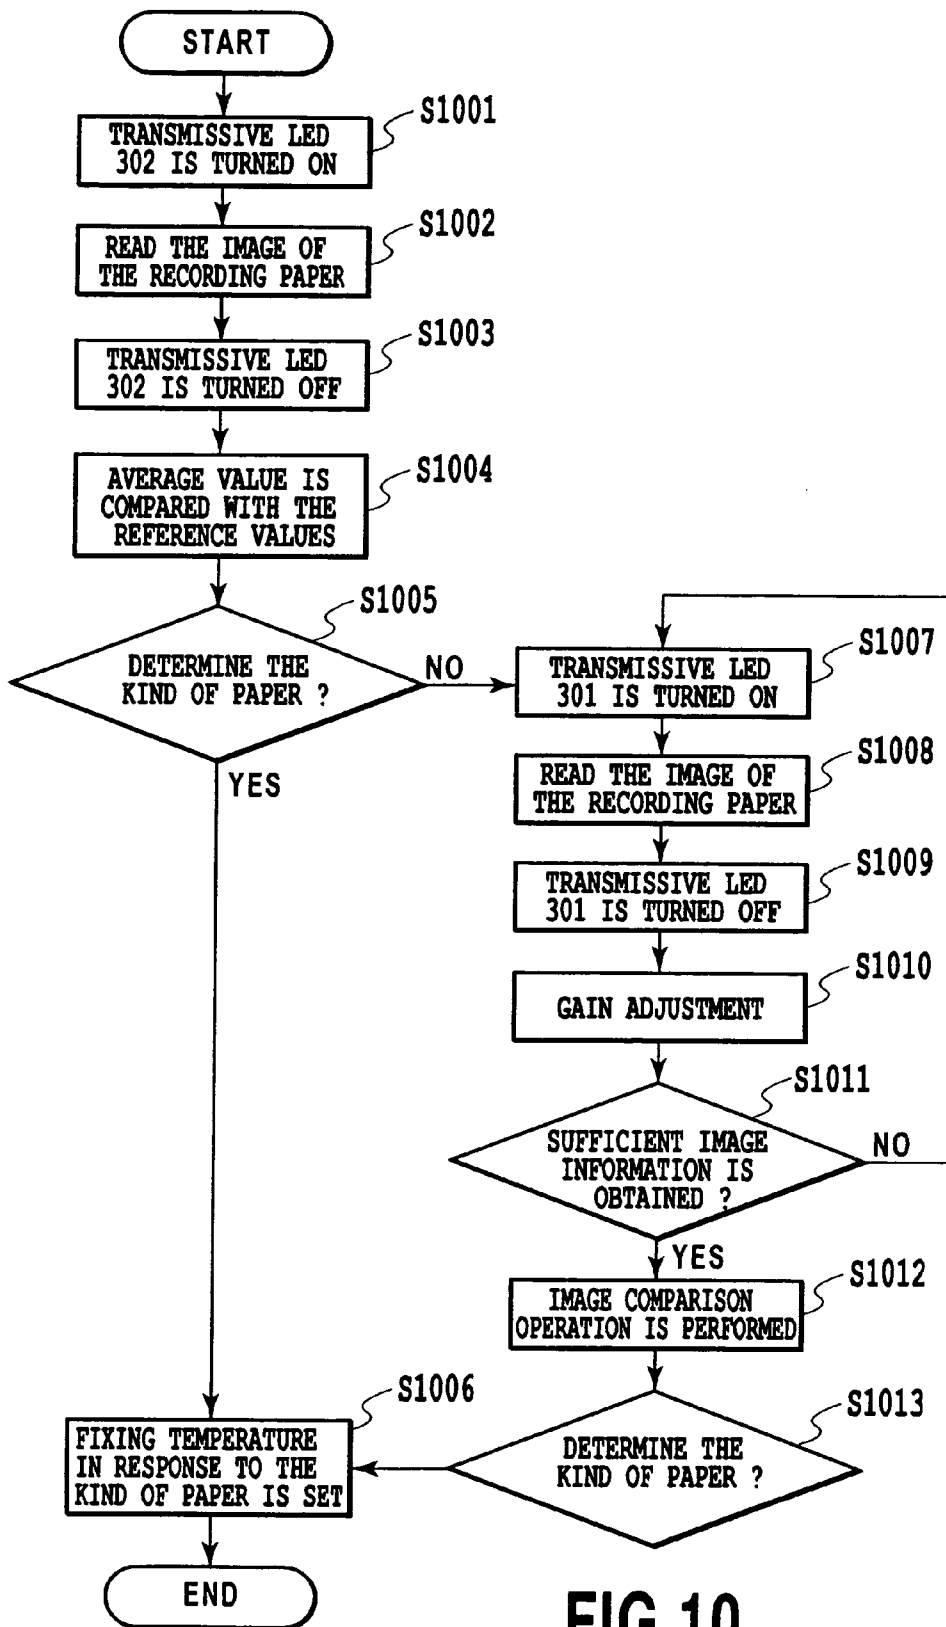 START
S1001
TRANSMISSIVE LED
302 IS TURNED ON
S1002
READ THE IMAGE OF
THE RECORDING PAPER
S1003
TRANSMISSIVE LED
302 IS TURNED OFF
S1004
AVERAGE VALUE IS
COMPARED WITH THE
REFERENCE VALUES
S1005
DETERMINE THE
KIND OF PAPER ?
NO
YES
S1007
TRANSMISSIVE LED
301 IS TURNED ON
S1008
READ THE IMAGE OF
THE RECORDING PAPER
S1009
TRANSMISSIVE LED
301 IS TURNED OFF
S1010
GAIN ADJUSTMENT
S1011
SUFFICIENT IMAGE
INFORMATION IS
OBTAINED ?
NO
YES
S1012
IMAGE COMPARISON
OPERATION IS PERFORMED
S1013
DETERMINE THE
KIND OF PAPER ?
S1006
FIXING TEMPERATURE
IN RESPONSE TO THE
KIND OF PAPER IS SET
END
FIG.10